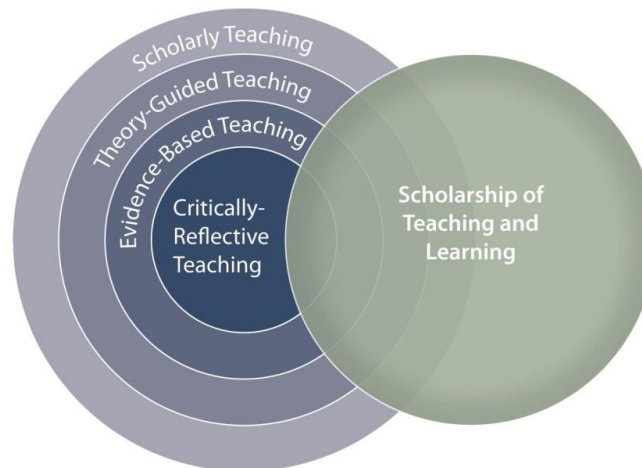 Scholarly Teaching
Theory-Guided Teaching
Evidence-Based Teaching
Critically-
Reflective
Teaching
Scholarship of
Teaching and
Learning